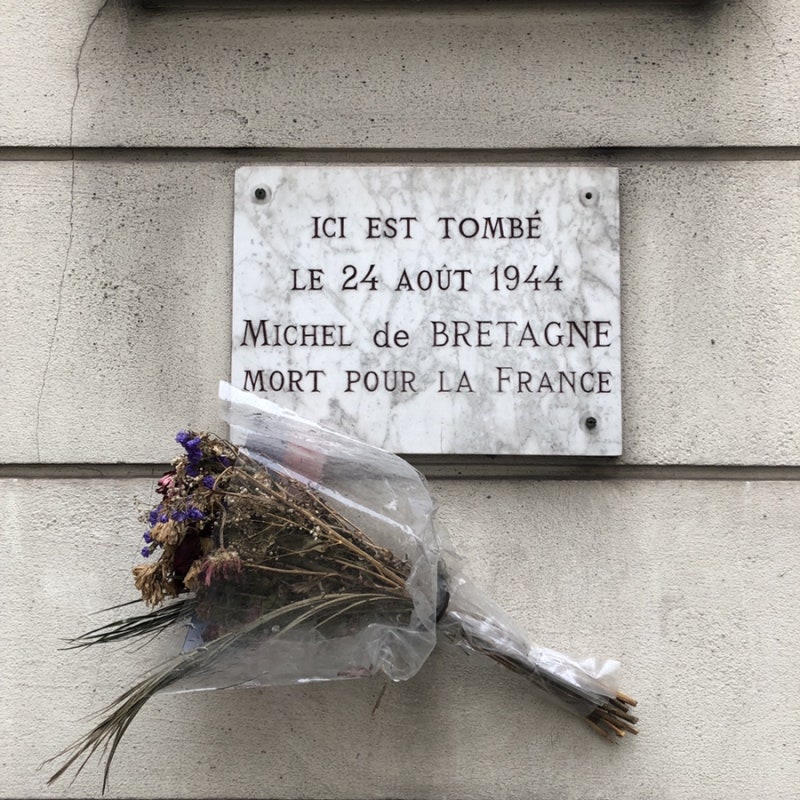 ICI EST TOMBÉ
LE 24 AOÛT 1944
MICHEL de BRETAGNE
MORT POUR LA FRANCE